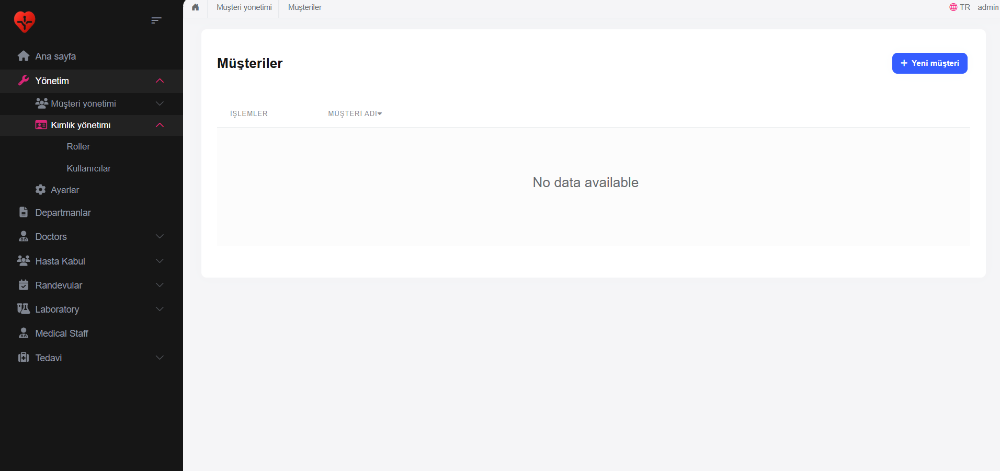 Müşteri yönetimi
Müşteriler
TR
admin
Ana sayfa
Yönetim
Müşteri yönetimi
Kimlik yönetimi
Roller
Kullanıcılar
Ayarlar
Departmanlar
Doctors
Hasta Kabul
Randevular
Laboratory
Medical Staff
Tedavi
Müşteriler
+ Yeni müşteri
İŞLEMLER
MÜŞTERİ ADI
No data available